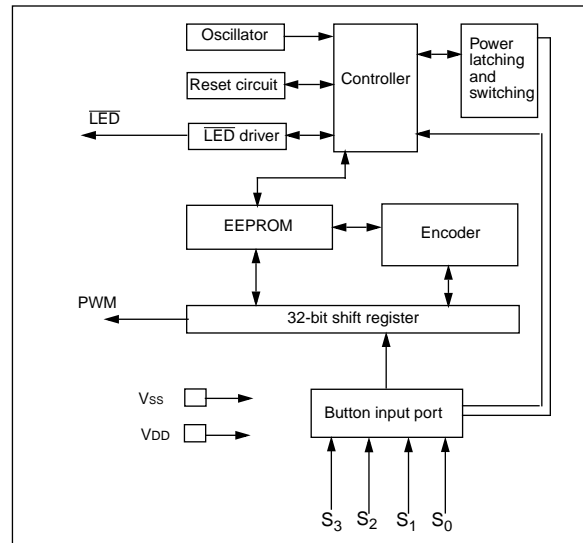 Oscillator
Reset circuit
LED
LED driver
Controller
Power
latching
and
switching
EEPROM
Encoder
PWM
32-bit shift register
VSS
VDD
Button input port
S3 S2 S1 S0